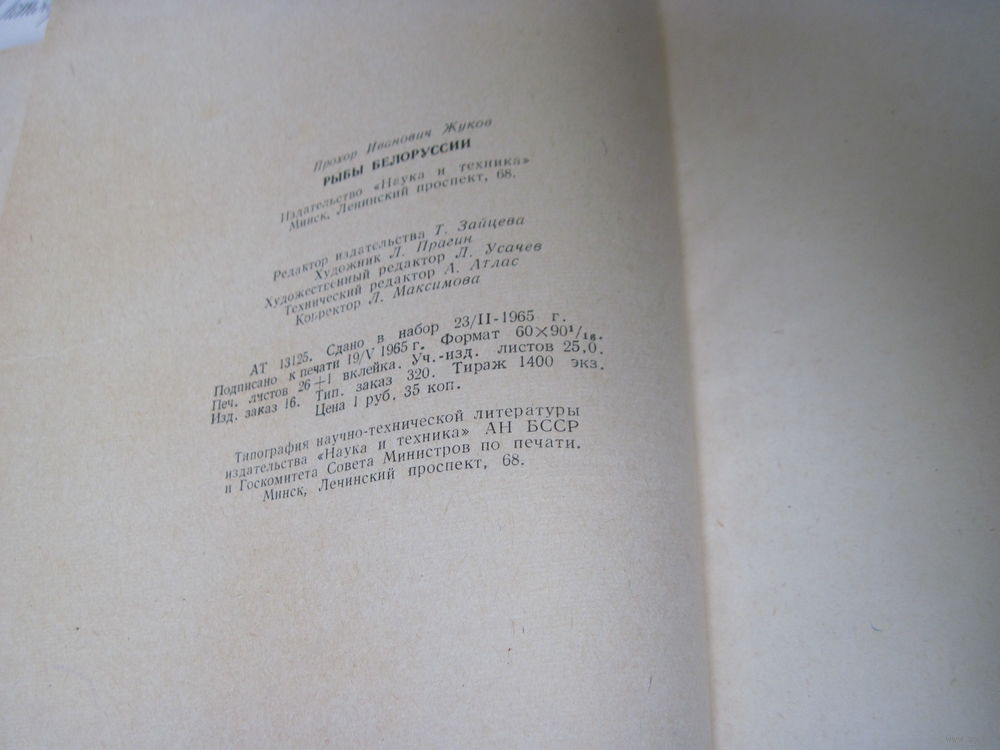 Прохор Иванович Жуков
РЫБЫ БЕЛОРУССИИ
Издательство «Наука и техника»
Минск, Ленинский проспект, 68.
Редактор издательства Т. Зайцева
Художник Л. Прагин
Художественный редактор Л. Усачев
Технический редактор А. Атлас
Корректор Л. Максимова
АТ 13125. Сдано в набор 23/II-1965 г.
Подписано к печати 19/V 1965 г. Формат 60×90¹/₁₆.
Печ. листов 26+1 вклейка. Уч.-изд. листов 25,0.
Изд. заказ 16. Тип. заказ 320. Тираж 1400 экз.
Цена 1 руб. 35 коп.
Типография научно-технической литературы
издательства «Наука и техника» АН БССР
и Госкомитета Совета Министров по печати.
Минск, Ленинский проспект, 68.